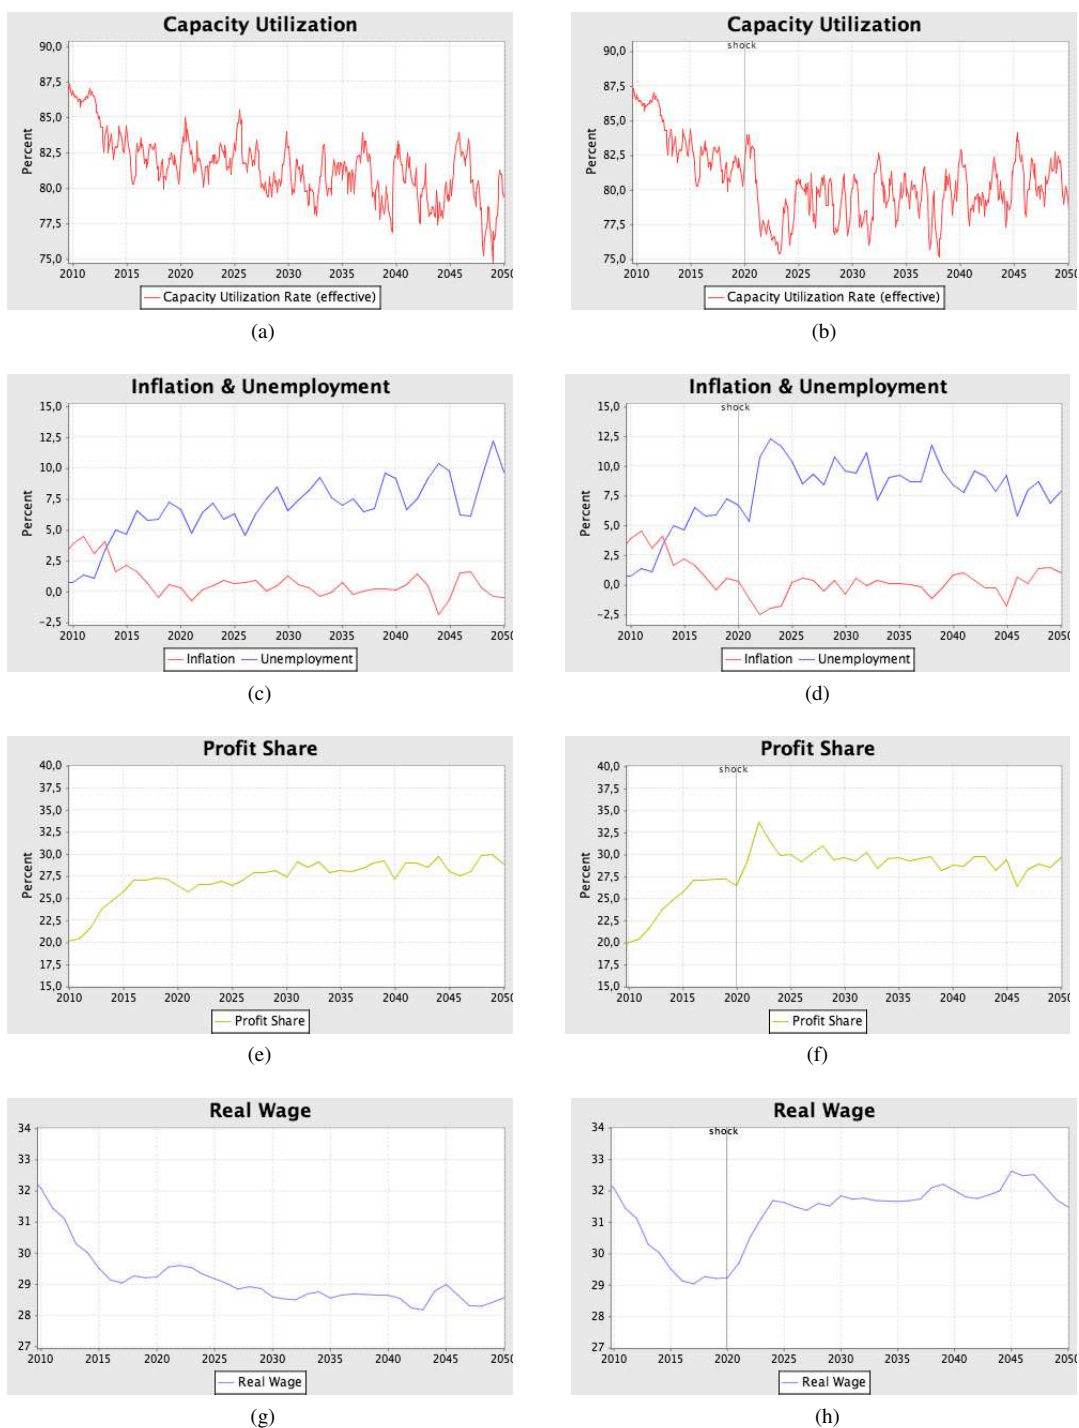 Capacity Utilization
90,0
87,5
85,0
82,5
80,0
77,5
75,0
Percent
2010 2015 2020 2025 2030 2035 2040 2045 2050
Capacity Utilization Rate (effective)
(a)
Capacity Utilization
shock
90,0
87,5
85,0
82,5
80,0
77,5
75,0
Percent
2010 2015 2020 2025 2030 2035 2040 2045 2050
Capacity Utilization Rate (effective)
(b)
Inflation & Unemployment
15,0
12,5
10,0
7,5
5,0
2,5
0,0
−2,5
Percent
2010 2015 2020 2025 2030 2035 2040 2045 2050
Inflation Unemployment
(c)
Inflation & Unemployment
shock
15,0
12,5
10,0
7,5
5,0
2,5
0,0
−2,5
Percent
2010 2015 2020 2025 2030 2035 2040 2045 2050
Inflation Unemployment
(d)
Profit Share
40,0
37,5
35,0
32,5
30,0
27,5
25,0
22,5
20,0
17,5
15,0
Percent
2010 2015 2020 2025 2030 2035 2040 2045 2050
Profit Share
(e)
Profit Share
shock
40,0
37,5
35,0
32,5
30,0
27,5
25,0
22,5
20,0
17,5
15,0
Percent
2010 2015 2020 2025 2030 2035 2040 2045 2050
Profit Share
(f)
Real Wage
34
33
32
31
30
29
28
27
2010 2015 2020 2025 2030 2035 2040 2045 2050
Real Wage
(g)
Real Wage
shock
34
33
32
31
30
29
28
27
2010 2015 2020 2025 2030 2035 2040 2045 2050
Real Wage
(h)